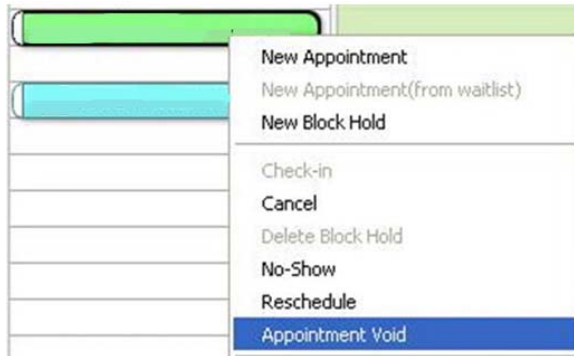 New Appointment
New Appointment(from waitlist)
New Block Hold
Check-in
Cancel
Delete Block Hold
No-Show
Reschedule
Appointment Void